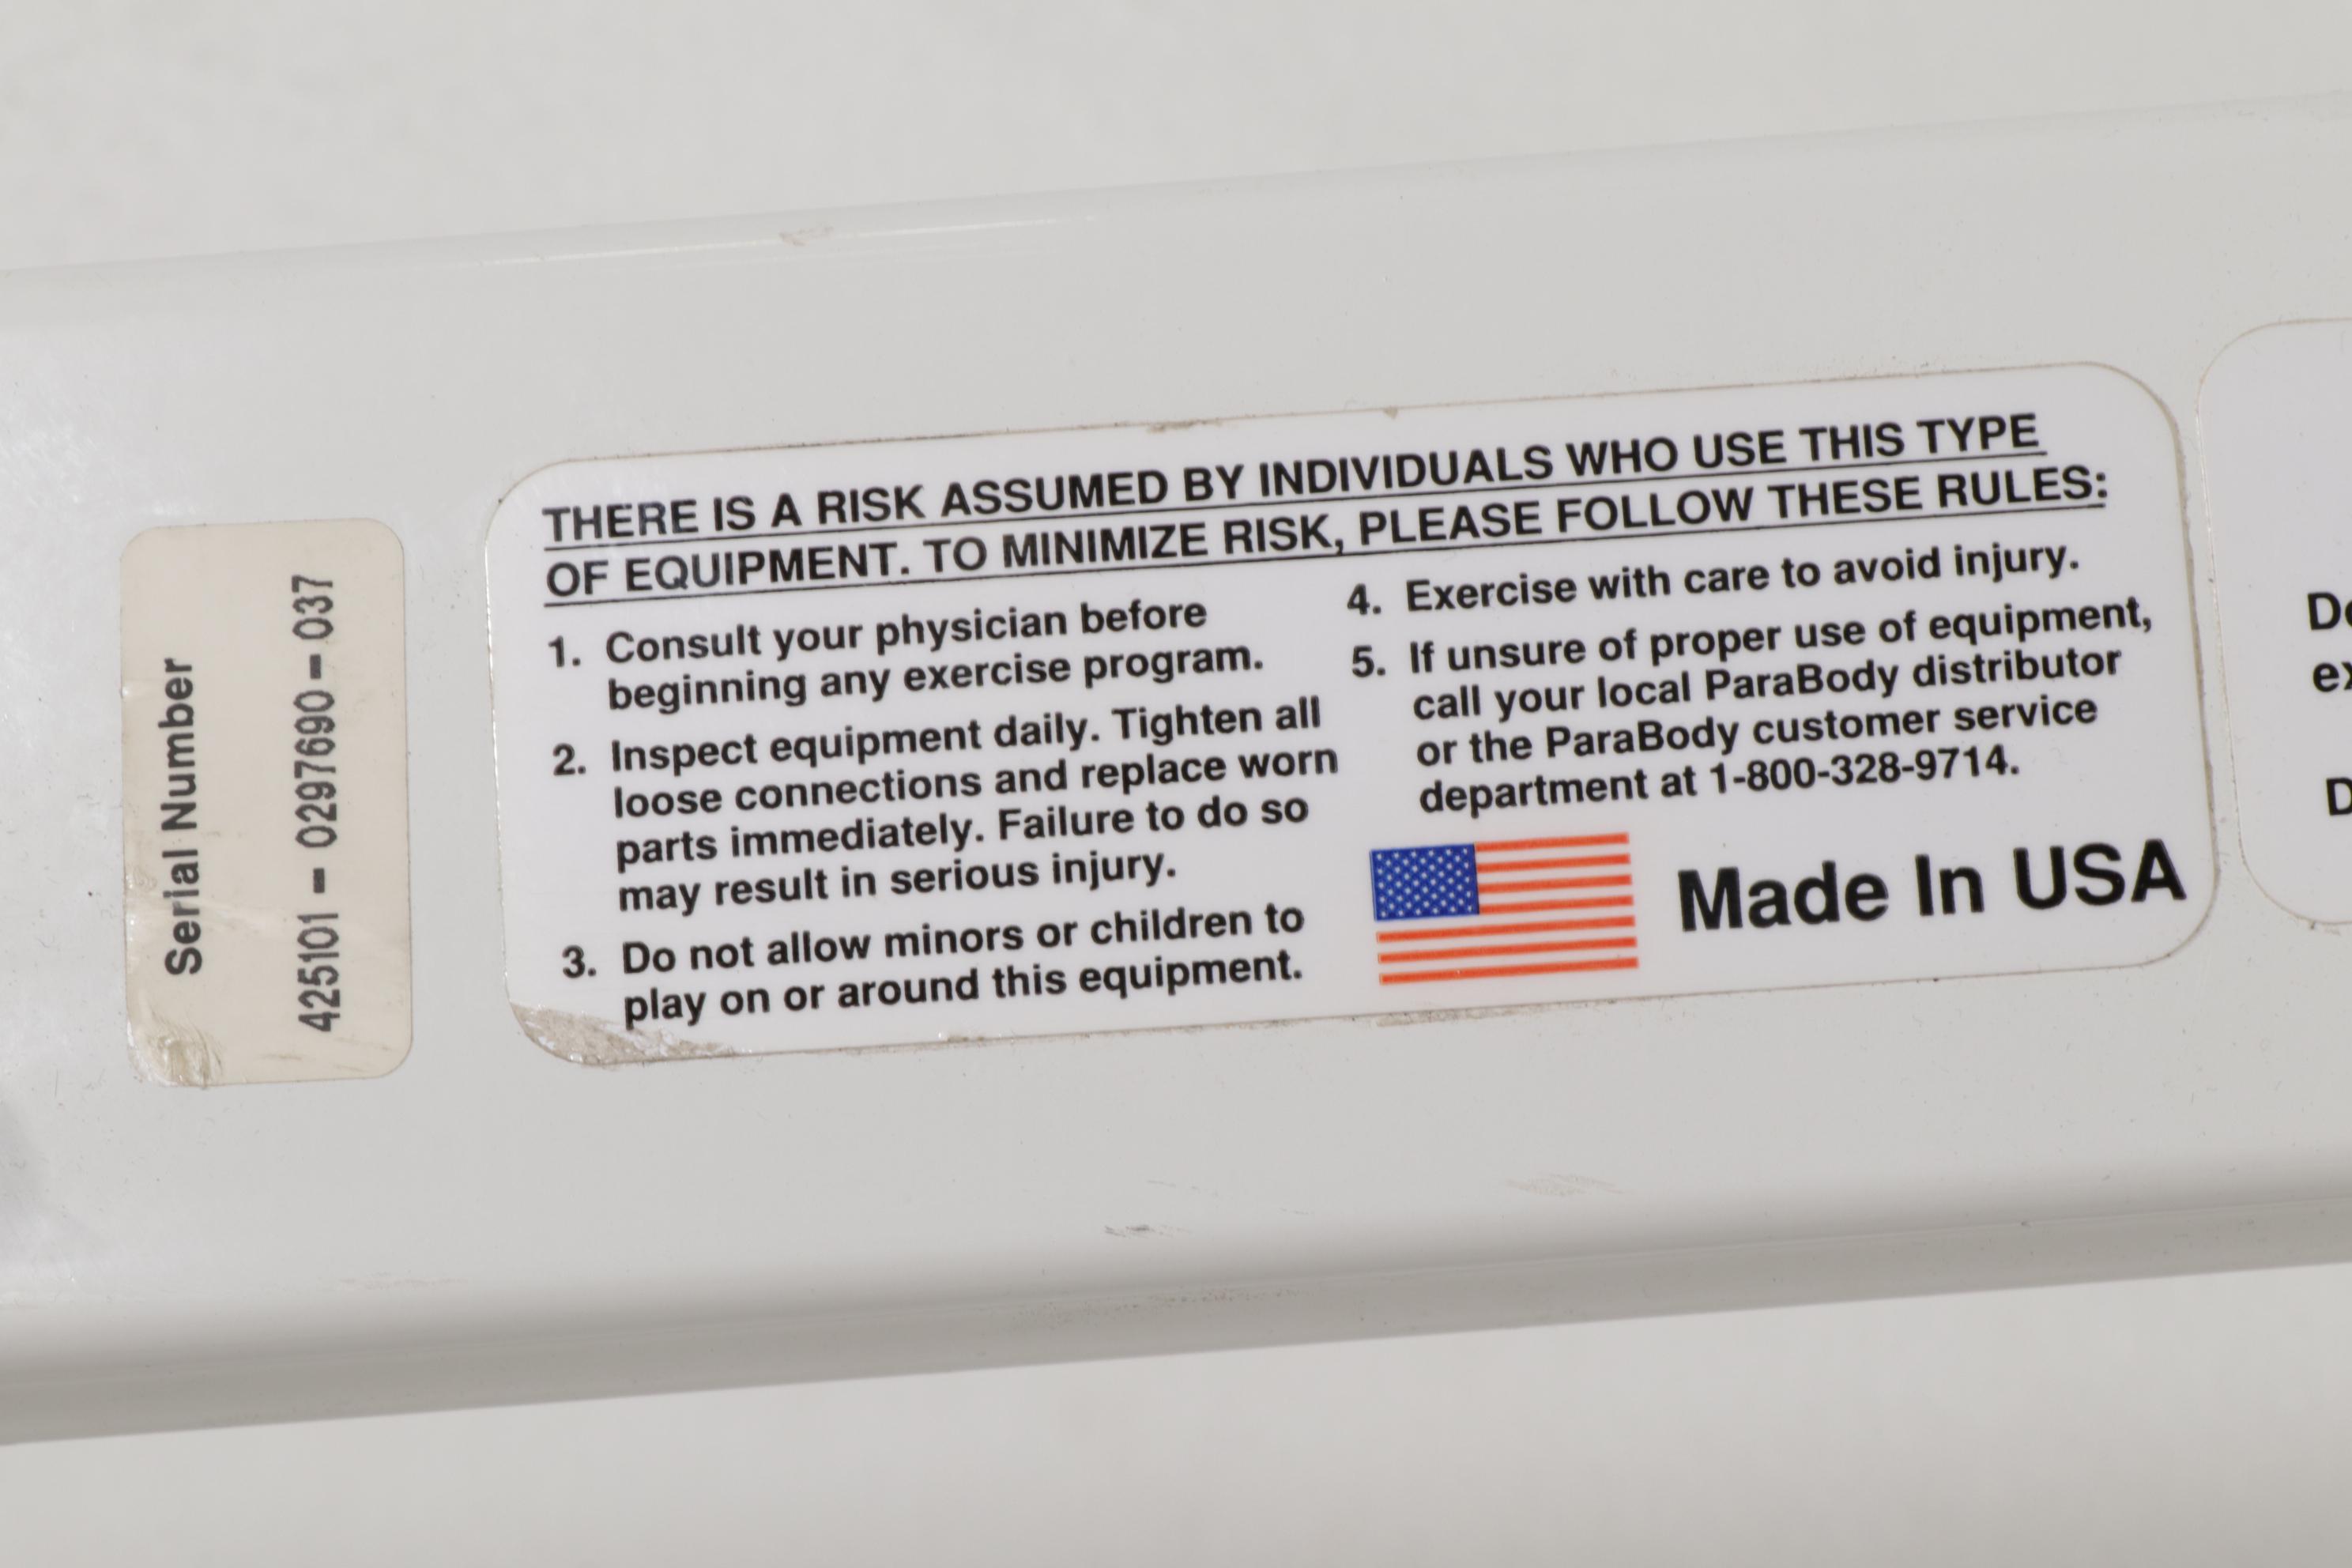 Serial Number
425101 - 0297690 - 037
THERE IS A RISK ASSUMED BY INDIVIDUALS WHO USE THIS TYPE
OF EQUIPMENT. TO MINIMIZE RISK, PLEASE FOLLOW THESE RULES:
1. Consult your physician before
beginning any exercise program.
2. Inspect equipment daily. Tighten all
loose connections and replace worn
parts immediately. Failure to do so
may result in serious injury.
3. Do not allow minors or children to
play on or around this equipment.
4. Exercise with care to avoid injury.
5. If unsure of proper use of equipment,
call your local ParaBody distributor
or the ParaBody customer service
department at 1-800-328-9714.
Made In USA